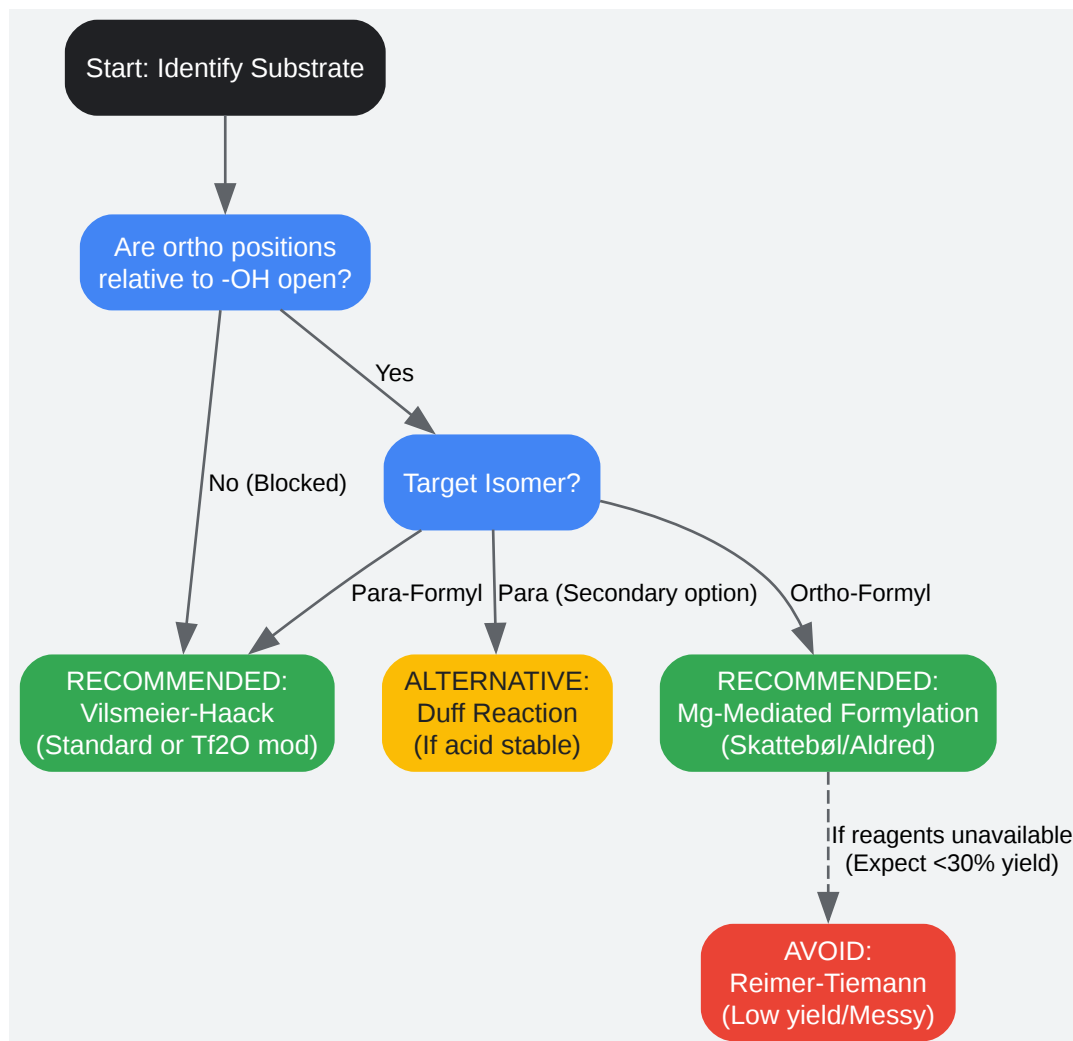 Start: Identify Substrate
Are ortho positions
relative to -OH open?
Yes
No (Blocked)
Target Isomer?
Para-Formyl
Para (Secondary option)
Ortho-Formyl
RECOMMENDED:
Vilsmeier-Haack
(Standard or Tf2O mod)
ALTERNATIVE:
Duff Reaction
(If acid stable)
RECOMMENDED:
Mg-Mediated Formylation
(Skattebøl/Aldred)
If reagents unavailable
(Expect <30% yield)
AVOID:
Reimer-Tiemann
(Low yield/Messy)